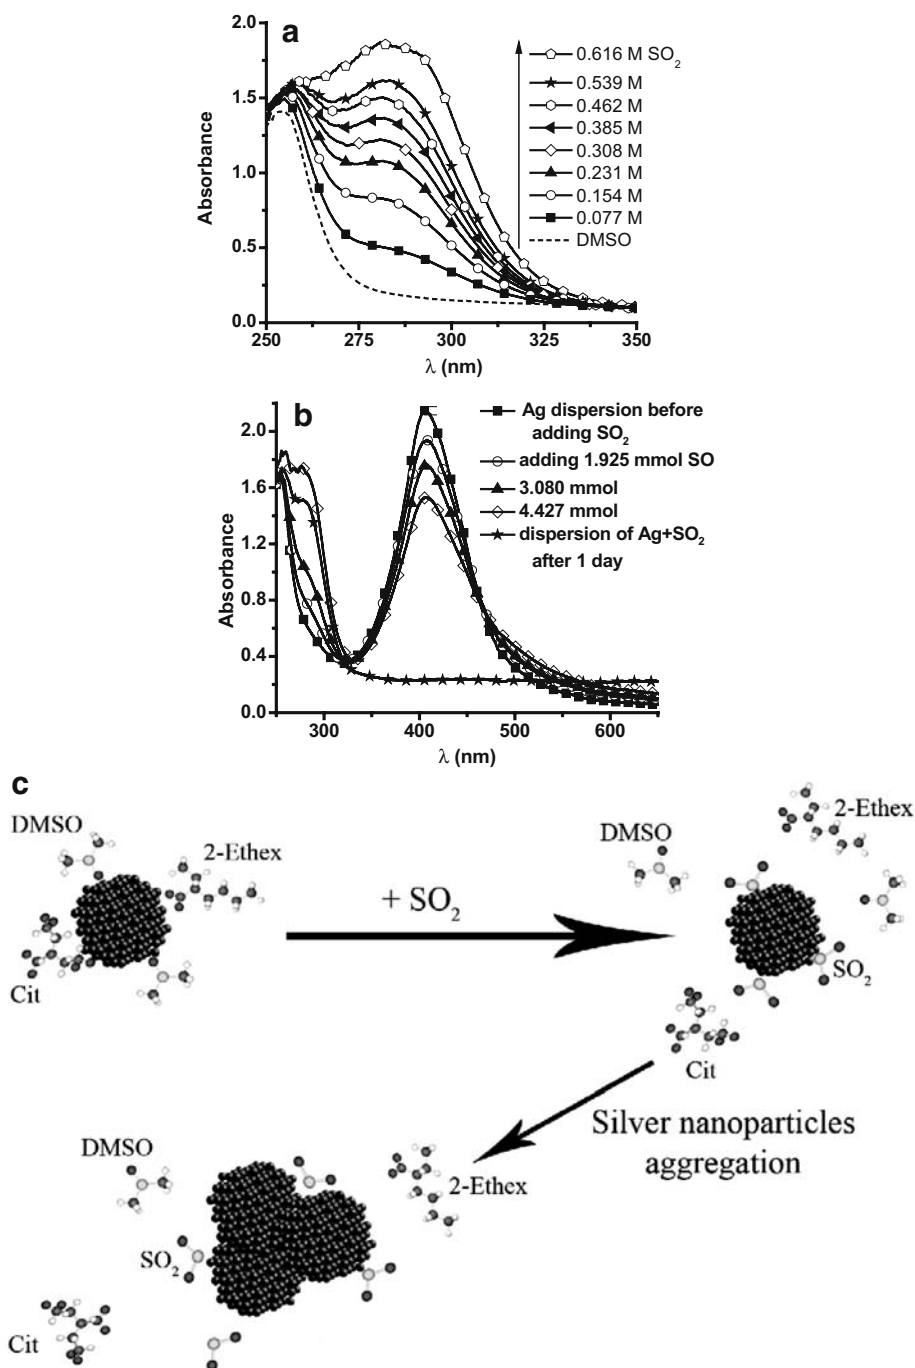 a
2.0
1.5
1.0
0.5
0.0
Absorbance
250 275 300 325 350
λ (nm)
0.616 M SO2
0.539 M
0.462 M
0.385 M
0.308 M
0.231 M
0.154 M
0.077 M
DMSO
b
2.0
1.6
1.2
0.8
0.4
0.0
Absorbance
300 400 500 600
λ (nm)
Ag dispersion before
adding SO2
adding 1.925 mmol SO
3.080 mmol
4.427 mmol
dispersion of Ag+SO2
after 1 day
c
DMSO
2-Ethex
Cit
+ SO2
DMSO
2-Ethex
SO2
Cit
Silver nanoparticles
aggregation
DMSO
2-Ethex
SO2
Cit